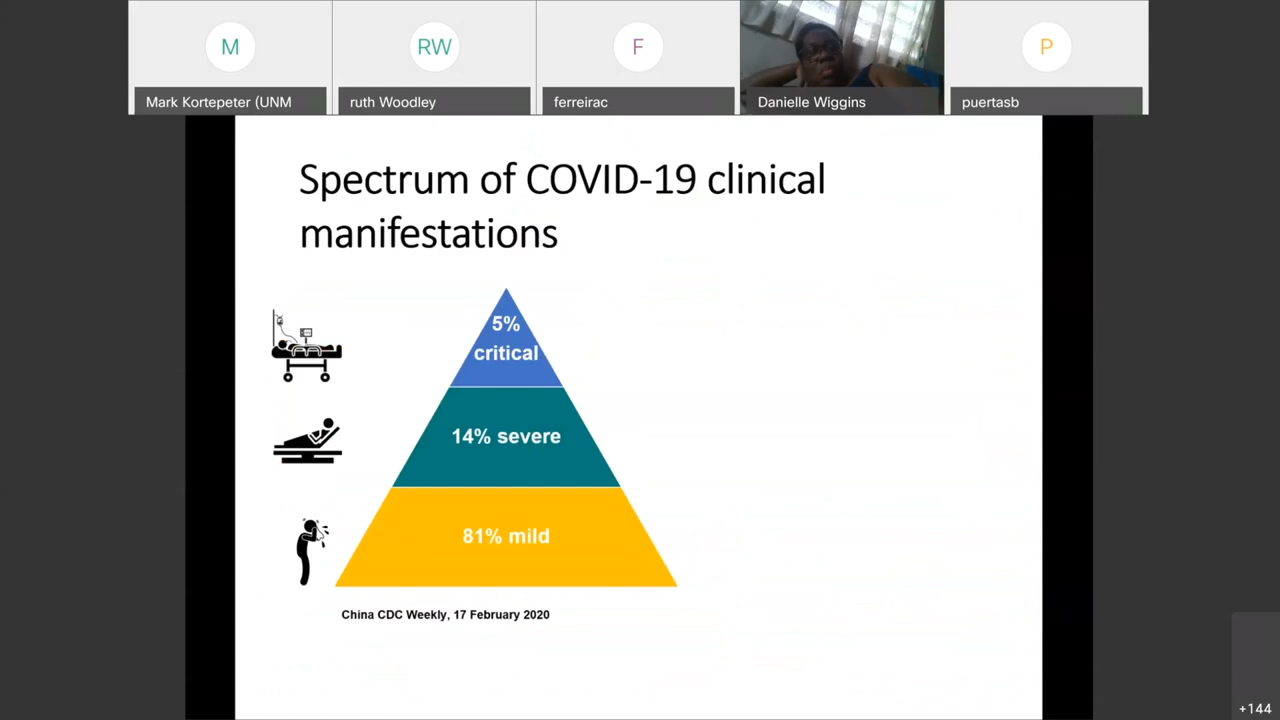 M
RW
F
P
Mark Kortepeter (UNM
ruth Woodley
ferreirac
Danielle Wiggins
puertasb
Spectrum of COVID-19 clinical
manifestations
5%
critical
14% severe
81% mild
China CDC Weekly, 17 February 2020
+144